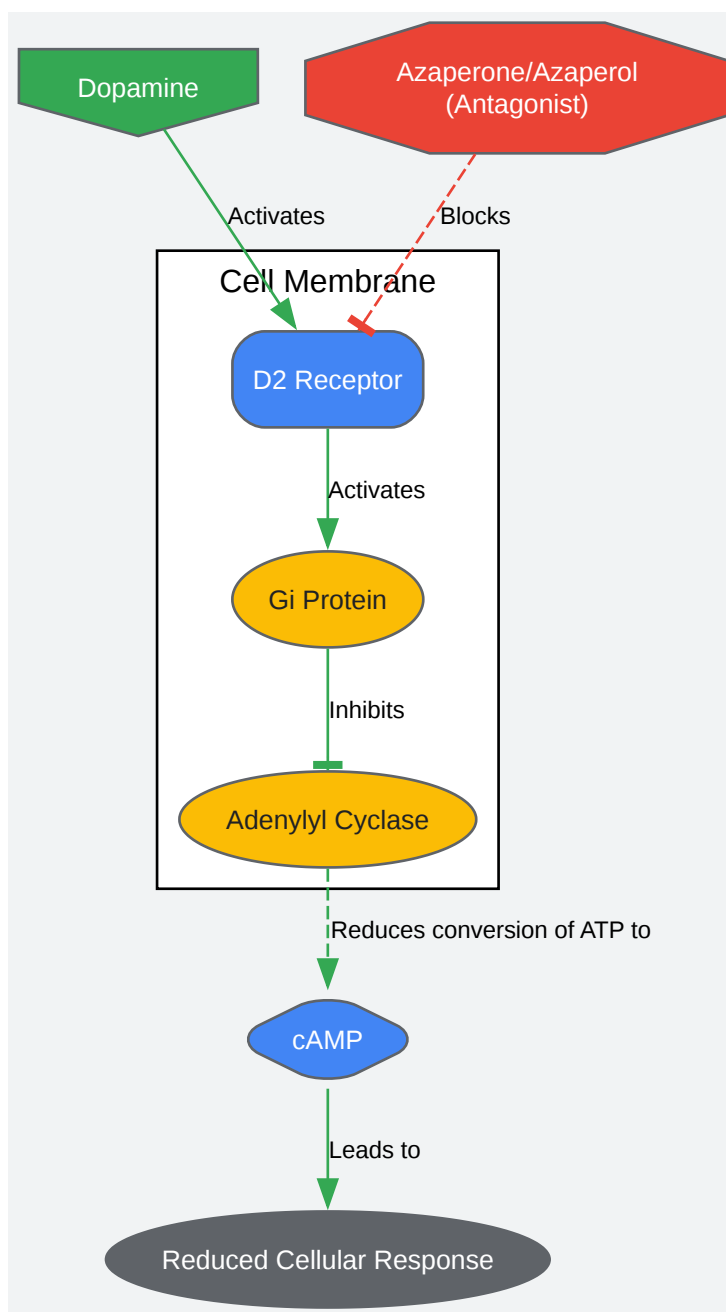 Dopamine
Azaperone/Azaperol
(Antagonist)
Activates
Blocks
Cell Membrane
D2 Receptor
Activates
Gi Protein
Inhibits
Adenylyl Cyclase
Reduces conversion of ATP to
cAMP
Leads to
Reduced Cellular Response